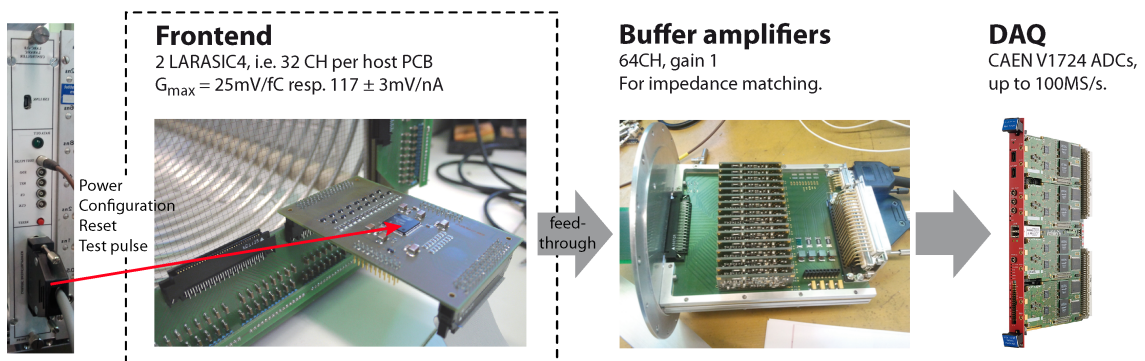 Frontend
2 LARASIC4, i.e. 32 CH per host PCB
Gmax = 25mV/fC resp. 117 ± 3mV/nA
Buffer amplifiers
64CH, gain 1
For impedance matching.
DAQ
CAEN V1724 ADCs,
up to 100MS/s.
Power
Configuration
Reset
Test pulse
feed-
through